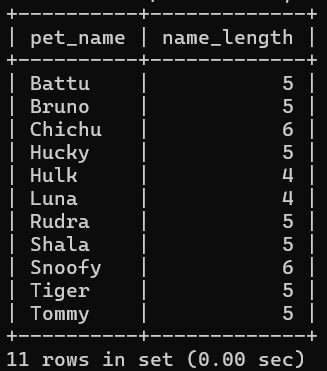 +-----------+-------------+
| pet_name  | name_length |
+-----------+-------------+
| Battu     |           5 |
| Bruno     |           5 |
| Chichu    |           6 |
| Hucky     |           5 |
| Hulk      |           4 |
| Luna      |           4 |
| Rudra     |           5 |
| Shala     |           5 |
| Snoofy    |           6 |
| Tiger     |           5 |
| Tommy     |           5 |
+-----------+-------------+
11 rows in set (0.00 sec)